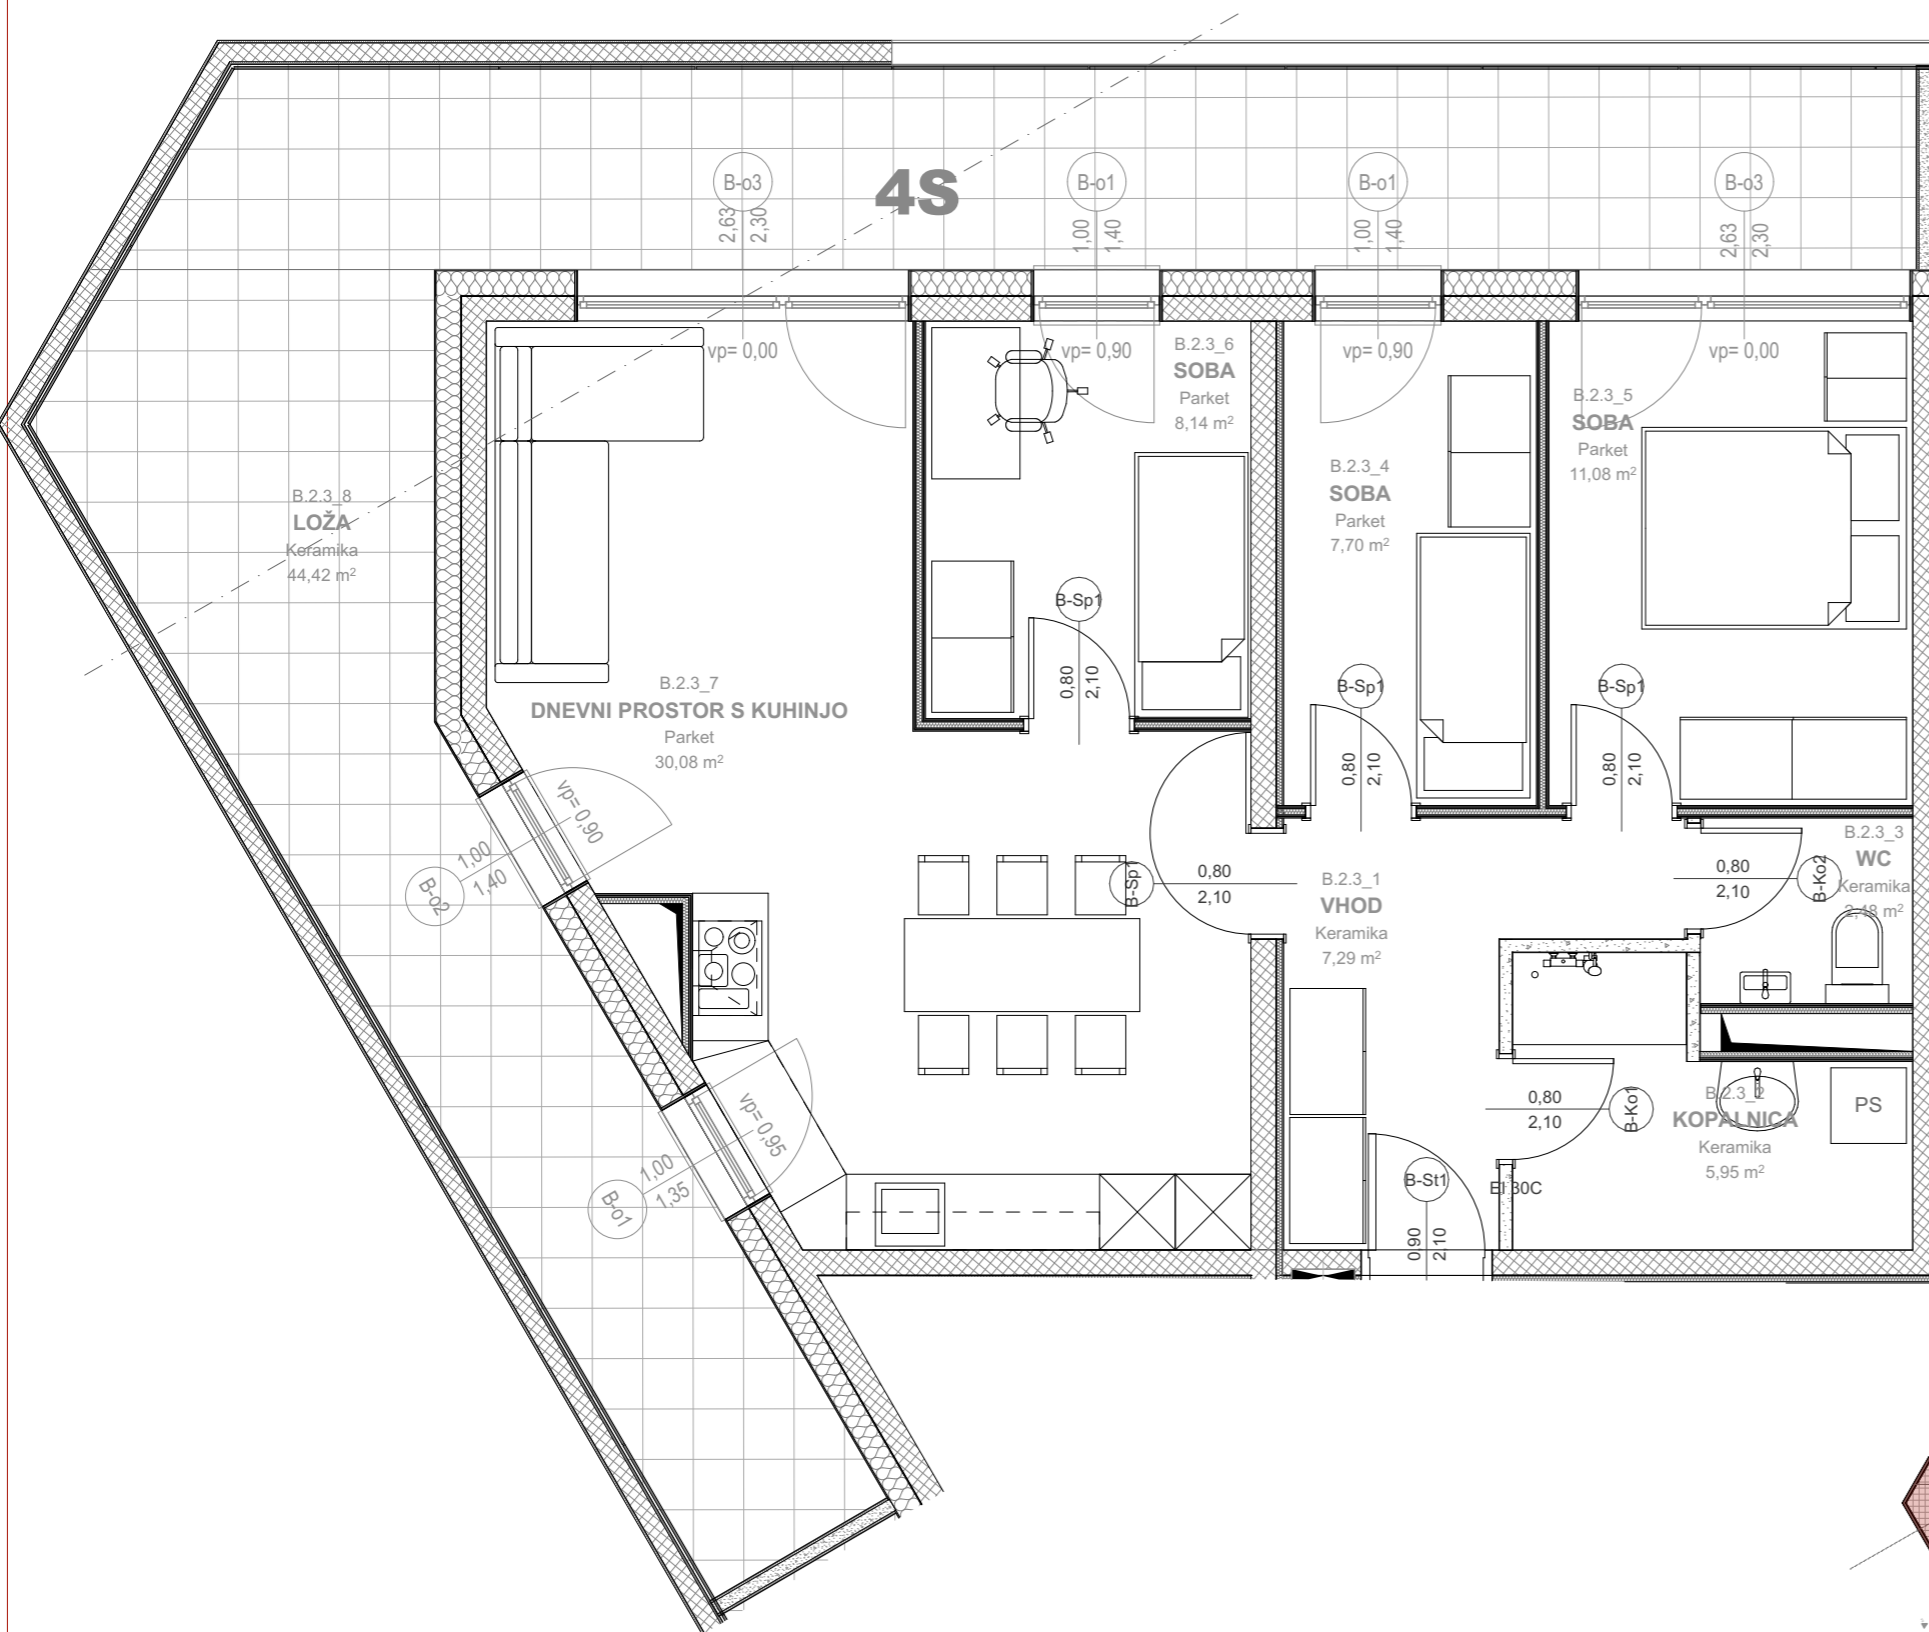 B-o3
2,63
2,30
4S
B-o1
1,00
1,40
B-o1
1,00
1,40
B-o3
2,63
2,30
vp= 0,00
vp= 0,90
B.2.3_6
SOBA
Parket
8,14 m²
vp= 0,90
vp= 0,00
B.2.3_5
SOBA
Parket
11,08 m²
B.2.3_4
SOBA
Parket
7,70 m²
B.2.3_8
LOŽA
Keramika
44,42 m²
B-Sp1
0,80
2,10
B.2.3_7
DNEVNI PROSTOR S KUHINJO
Parket
30,08 m²
B-Sp1
0,80
2,10
B-Sp1
0,80
2,10
vp= 0,90
1,00
1,40
B-o2
B-Sp1
0,80
2,10
B.2.3_1
VHOD
Keramika
7,29 m²
0,80
2,10
B-Ko2
B.2.3_3
WC
Keramika
2,48 m²
vp= 0,95
1,00
1,35
B-o1
0,80
2,10
B-Ko1
B.2.3_2
KOPALNICA
Keramika
5,95 m²
PS
B-St1
0,90
2,10
EI 30C